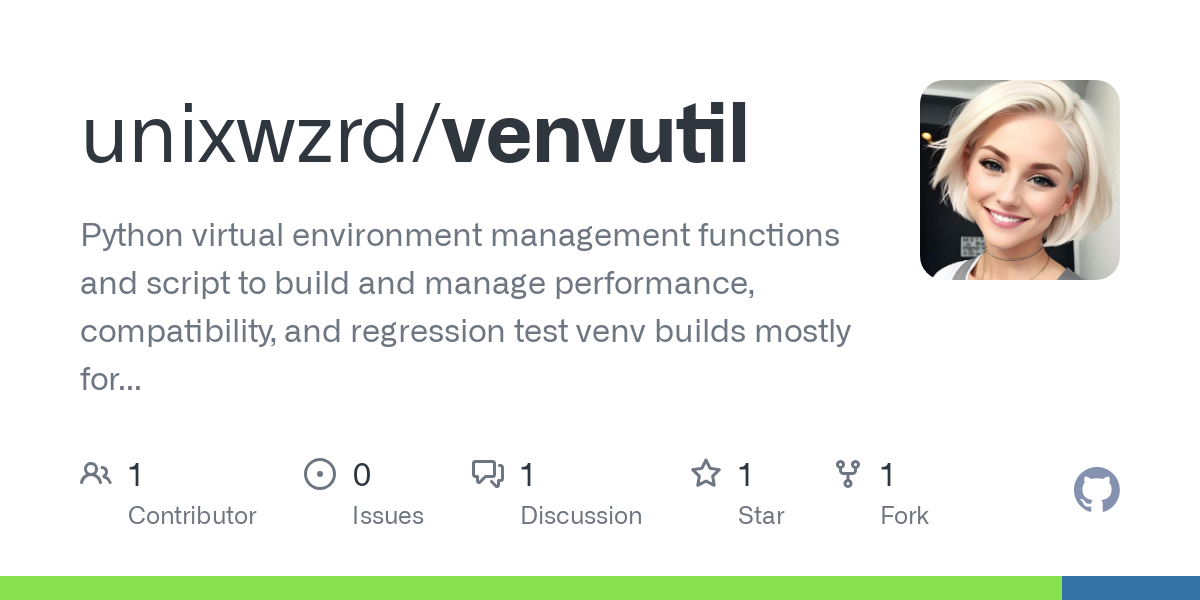 unixwzrd/venvutil
Python virtual environment management functions
and script to build and manage performance,
compatibility, and regression test venv builds mostly
for...
1
Contributor
0
Issues
1
Discussion
1
Star
1
Fork